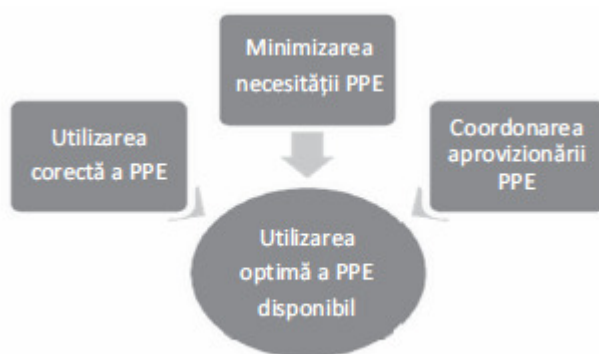 Minimizarea
necesității PPE
Utilizarea
corectă a PPE
Coordonarea
aprovizionării
PPE
Utilizarea
optimă a PPE
disponibil